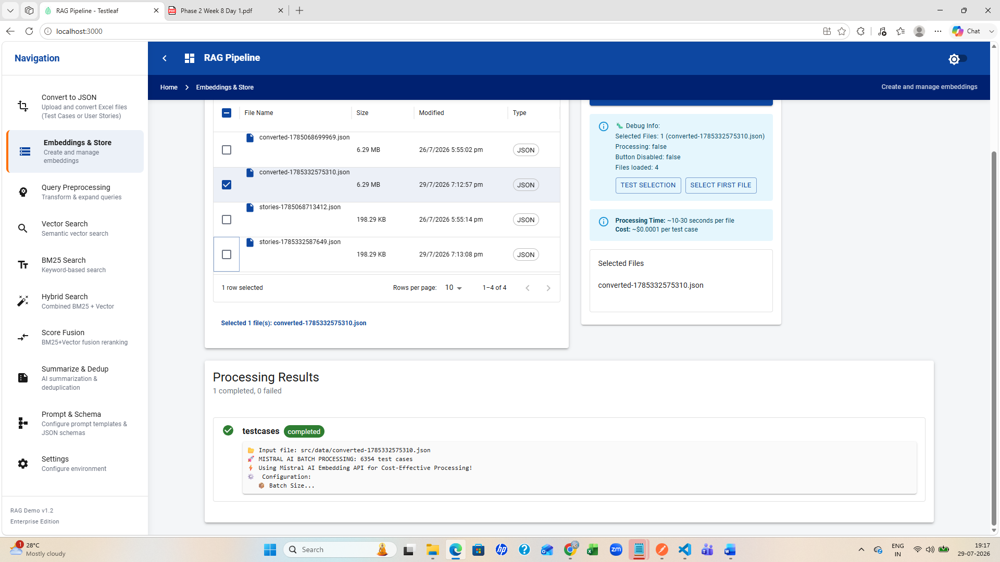 RAG Pipeline - Testleaf
Phase 2 Week 8 Day 1.pdf
localhost:3000
Chat
Navigation
RAG Pipeline
Home
Embeddings & Store
Create and manage embeddings
Convert to JSON
Upload and convert Excel files
(Test Cases or User Stories)
Embeddings & Store
Create and manage
embeddings
Query Preprocessing
Transform & expand queries
Vector Search
Semantic vector search
BM25 Search
Keyword-based search
Hybrid Search
Combined BM25 + Vector
Score Fusion
BM25+Vector fusion reranking
Summarize & Dedup
AI summarization &
deduplication
Prompt & Schema
Configure prompt templates &
JSON schemas
Settings
Configure environment
RAG Demo v1.2
Enterprise Edition
File Name Size Modified Type
converted-1785068699969.json 6.29 MB 26/7/2026 5:55:02 pm JSON
converted-1785332575310.json 6.29 MB 29/7/2026 7:12:57 pm JSON
stories-1785068713412.json 198.29 KB 26/7/2026 5:55:14 pm JSON
stories-1785332587649.json 198.29 KB 29/7/2026 7:13:08 pm JSON
1 row selected Rows per page: 10 1–4 of 4
Selected 1 file(s): converted-1785332575310.json
Debug Info:
Selected Files: 1 (converted-1785332575310.json)
Processing: false
Button Disabled: false
Files loaded: 4
TEST SELECTION
SELECT FIRST FILE
Processing Time: ~10-30 seconds per file
Cost: ~$0.0001 per test case
Selected Files
converted-1785332575310.json
Processing Results
1 completed, 0 failed
testcases completed
Input file: src/data/converted-1785332575310.json
MISTRAL AI BATCH PROCESSING: 6354 test cases
Using Mistral AI Embedding API for Cost-Effective Processing!
Configuration:
Batch Size...
1
28°C
Mostly cloudy
Search
ENG
IN
19:17
29-07-2026